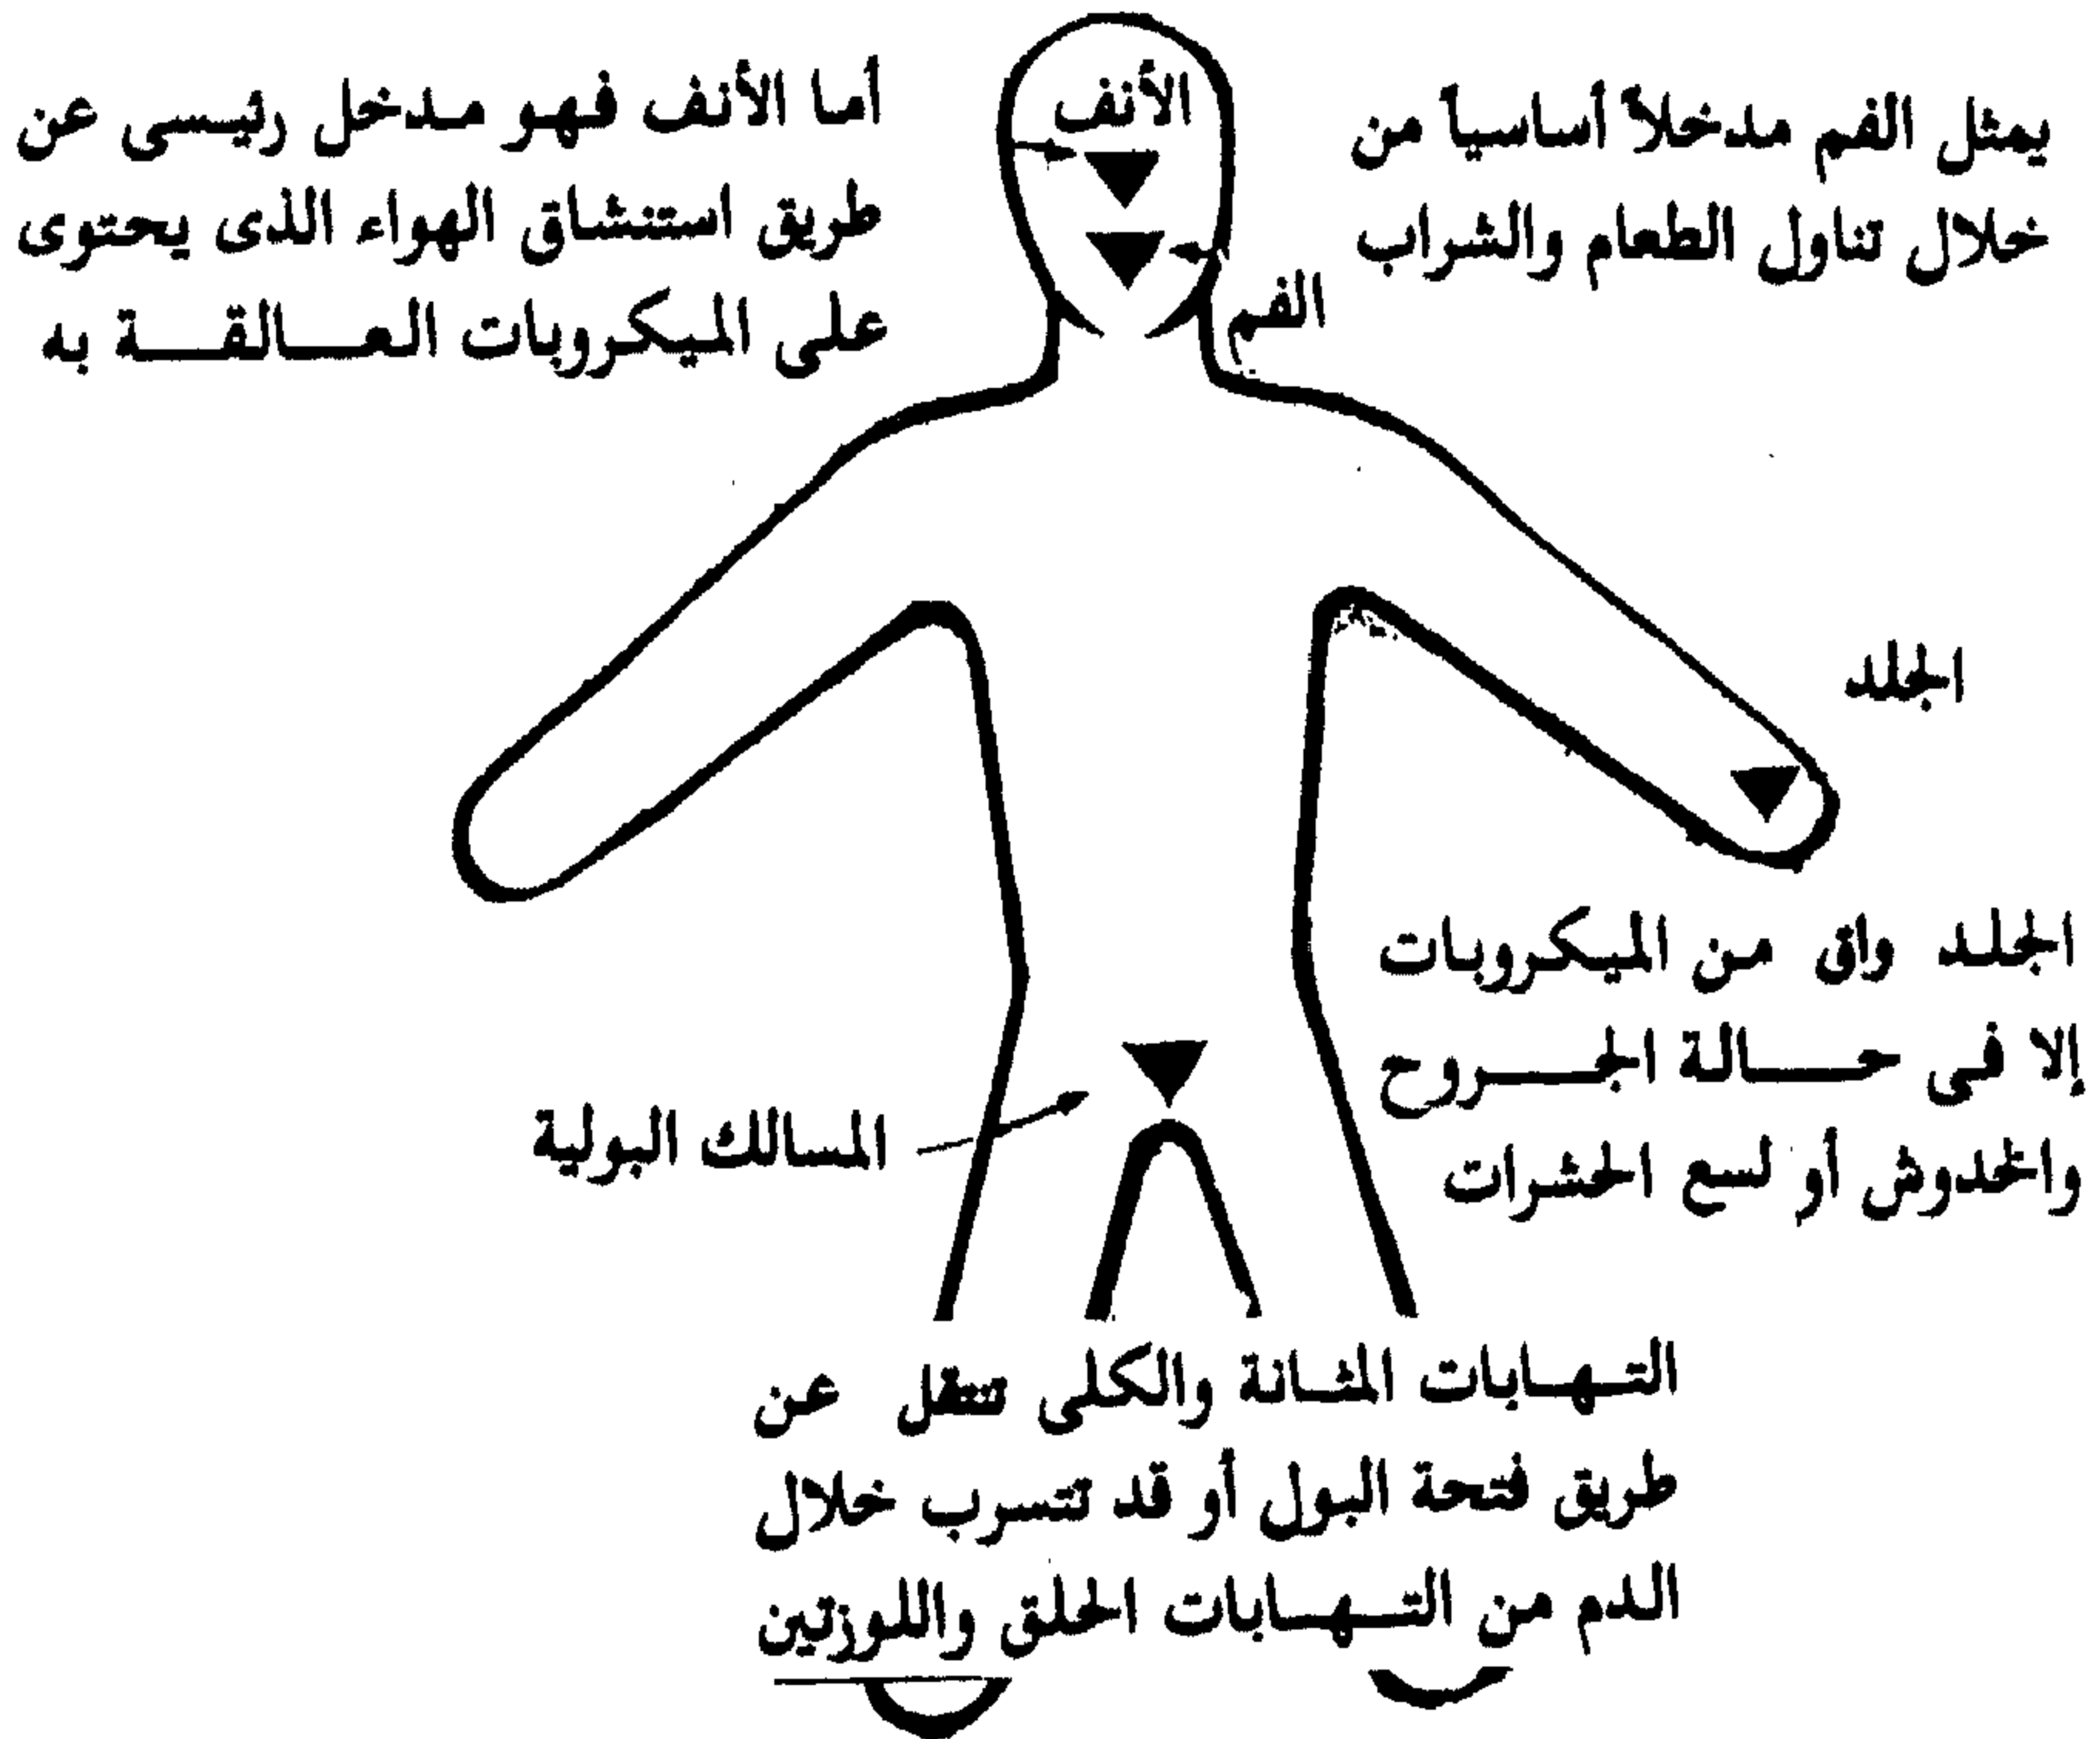 يمثل الفم مدخلا أساسيا من
خلال تناول الطعام والشراب
الأنف
الفم
أما الأنف فهو مدخل رئيسى عن
طريق استنشاق الهواء الذى يحتوى
على الميكروبات العالقة به
الجلد
الجلد واق من الميكروبات
إلا فى حالة الجروح
والخدوش أو لسع الحشرات
المسالك البولية
التهابات المثانة والكلى تنتقل عن
طريق فتحة البول أو قد تتسرب خلال
الدم من التهابات الحلق واللوزتين